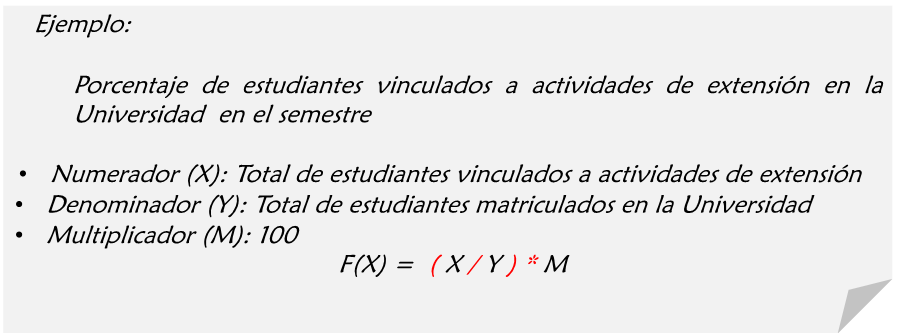 Ejemplo:
Porcentaje de estudiantes vinculados a actividades de extensión en la
Universidad en el semestre
• Numerador (X): Total de estudiantes vinculados a actividades de extensión
• Denominador (Y): Total de estudiantes matriculados en la Universidad
• Multiplicador (M): 100
F(X) = ( X / Y ) * M